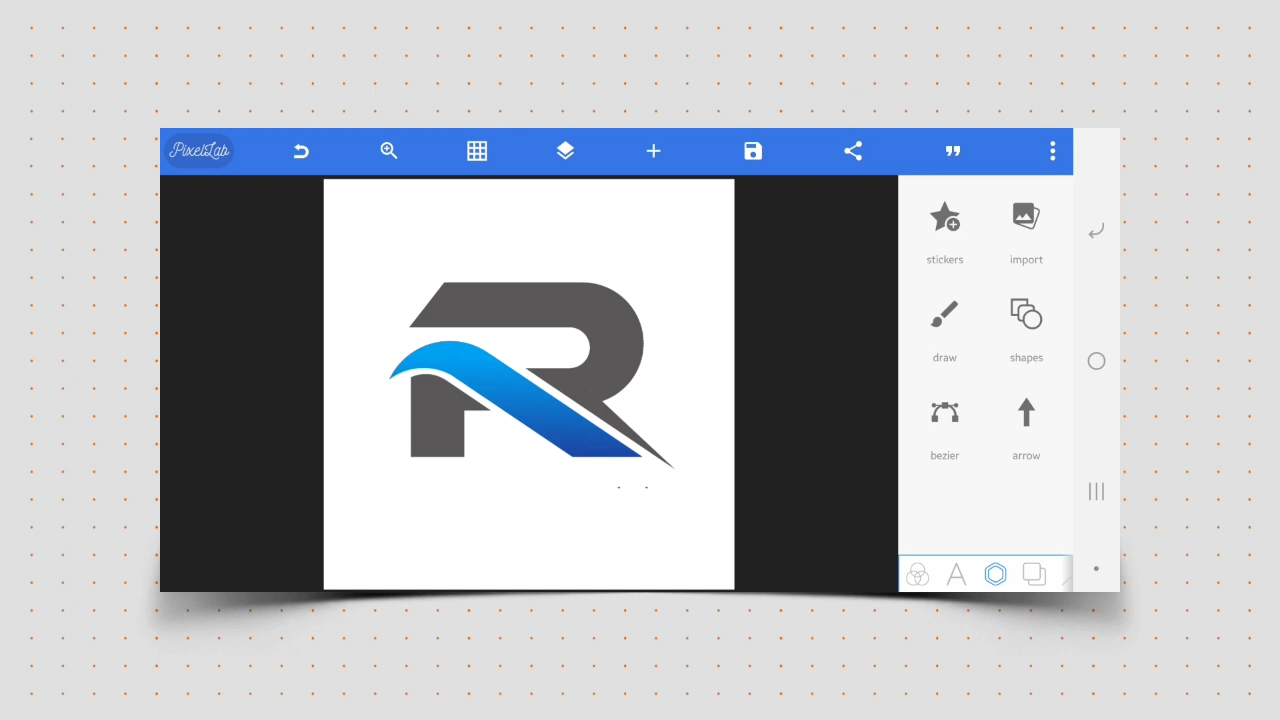 PixelLab
R
stickers
import
draw
shapes
bezier
arrow
A